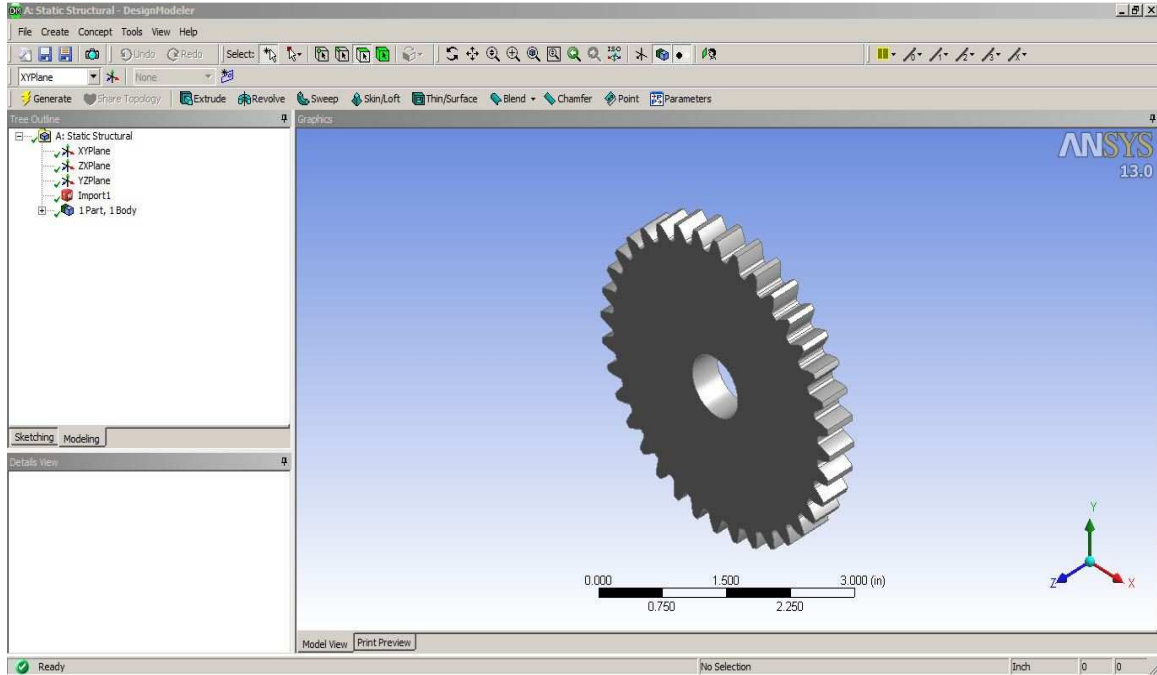 A: Static Structural - DesignModeler
File Create Concept Tools View Help
Undo Redo Select: ISO
XYPlane None
Generate Share Topology Extrude Revolve Sweep Skin/Loft Thin/Surface Blend Chamfer Point Parameters
Tree Outline
A: Static Structural
XYPlane
ZXPlane
YZPlane
Import1
1 Part, 1 Body
Sketching Modeling
Details View
Graphics
ANSYS
13.0
0.000 1.500 3.000 (in)
0.750 2.250
Y
Z X
Model View Print Preview
Ready No Selection Inch 0 0